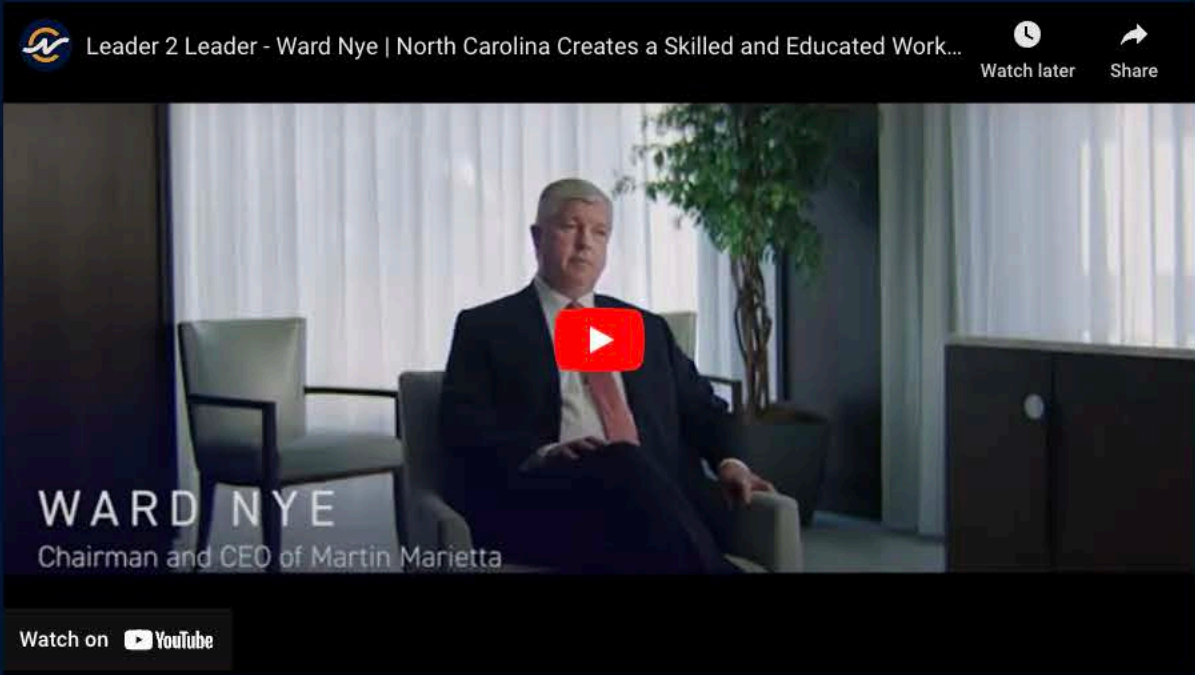 Leader 2 Leader - Ward Nye | North Carolina Creates a Skilled and Educated Work...
Watch later
Share
WARD NYE
Chairman and CEO of Martin Marietta
Watch on YouTube